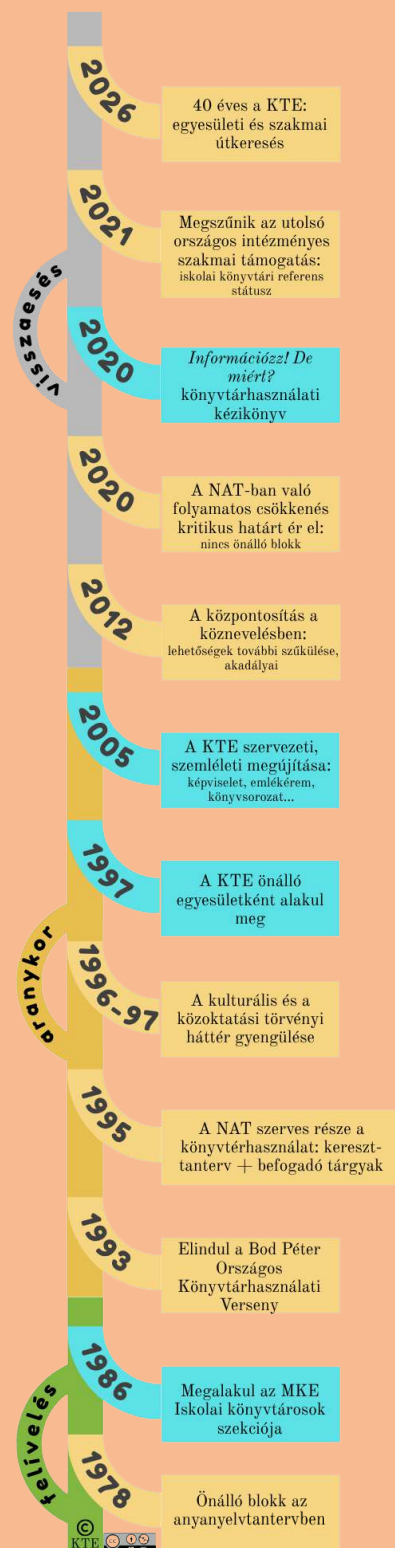 2026
40 éves a KTE:
egyesületi és szakmai
útkeresés
2021
Megszűnik az utolsó
országos intézményes
szakmai támogatás:
iskolai könyvtári referens
státusz
visszaesés
2020
Információzz! De
miért?
könyvtárhasználati
kézikönyv
2020
A NAT-ban való
folyamatos csökkenés
kritikus határt ér el:
nincs önálló blokk
2012
A központosítás a
köznevelésben:
lehetőségek további szűkülése,
akadályai
2005
A KTE szervezeti,
szemléleti megújítása:
képviselet, emlékérem,
könyvsorozat...
1997
A KTE önálló
egyesületként alakul
meg
aranykor
1996-97
A kulturális és a
közoktatási törvényi
háttér gyengülése
1995
A NAT szerves része a
könyvtérhasználat: kereszt-
tanterv + befogadó tárgyak
1993
Elindul a Bod Péter
Országos
Könyvtárhasználati
Verseny
1986
Megalakul az MKE
Iskolai könyvtárosok
szekciója
felívelés
1978
Önálló blokk az
anyanyelvtantervben
©
KTE